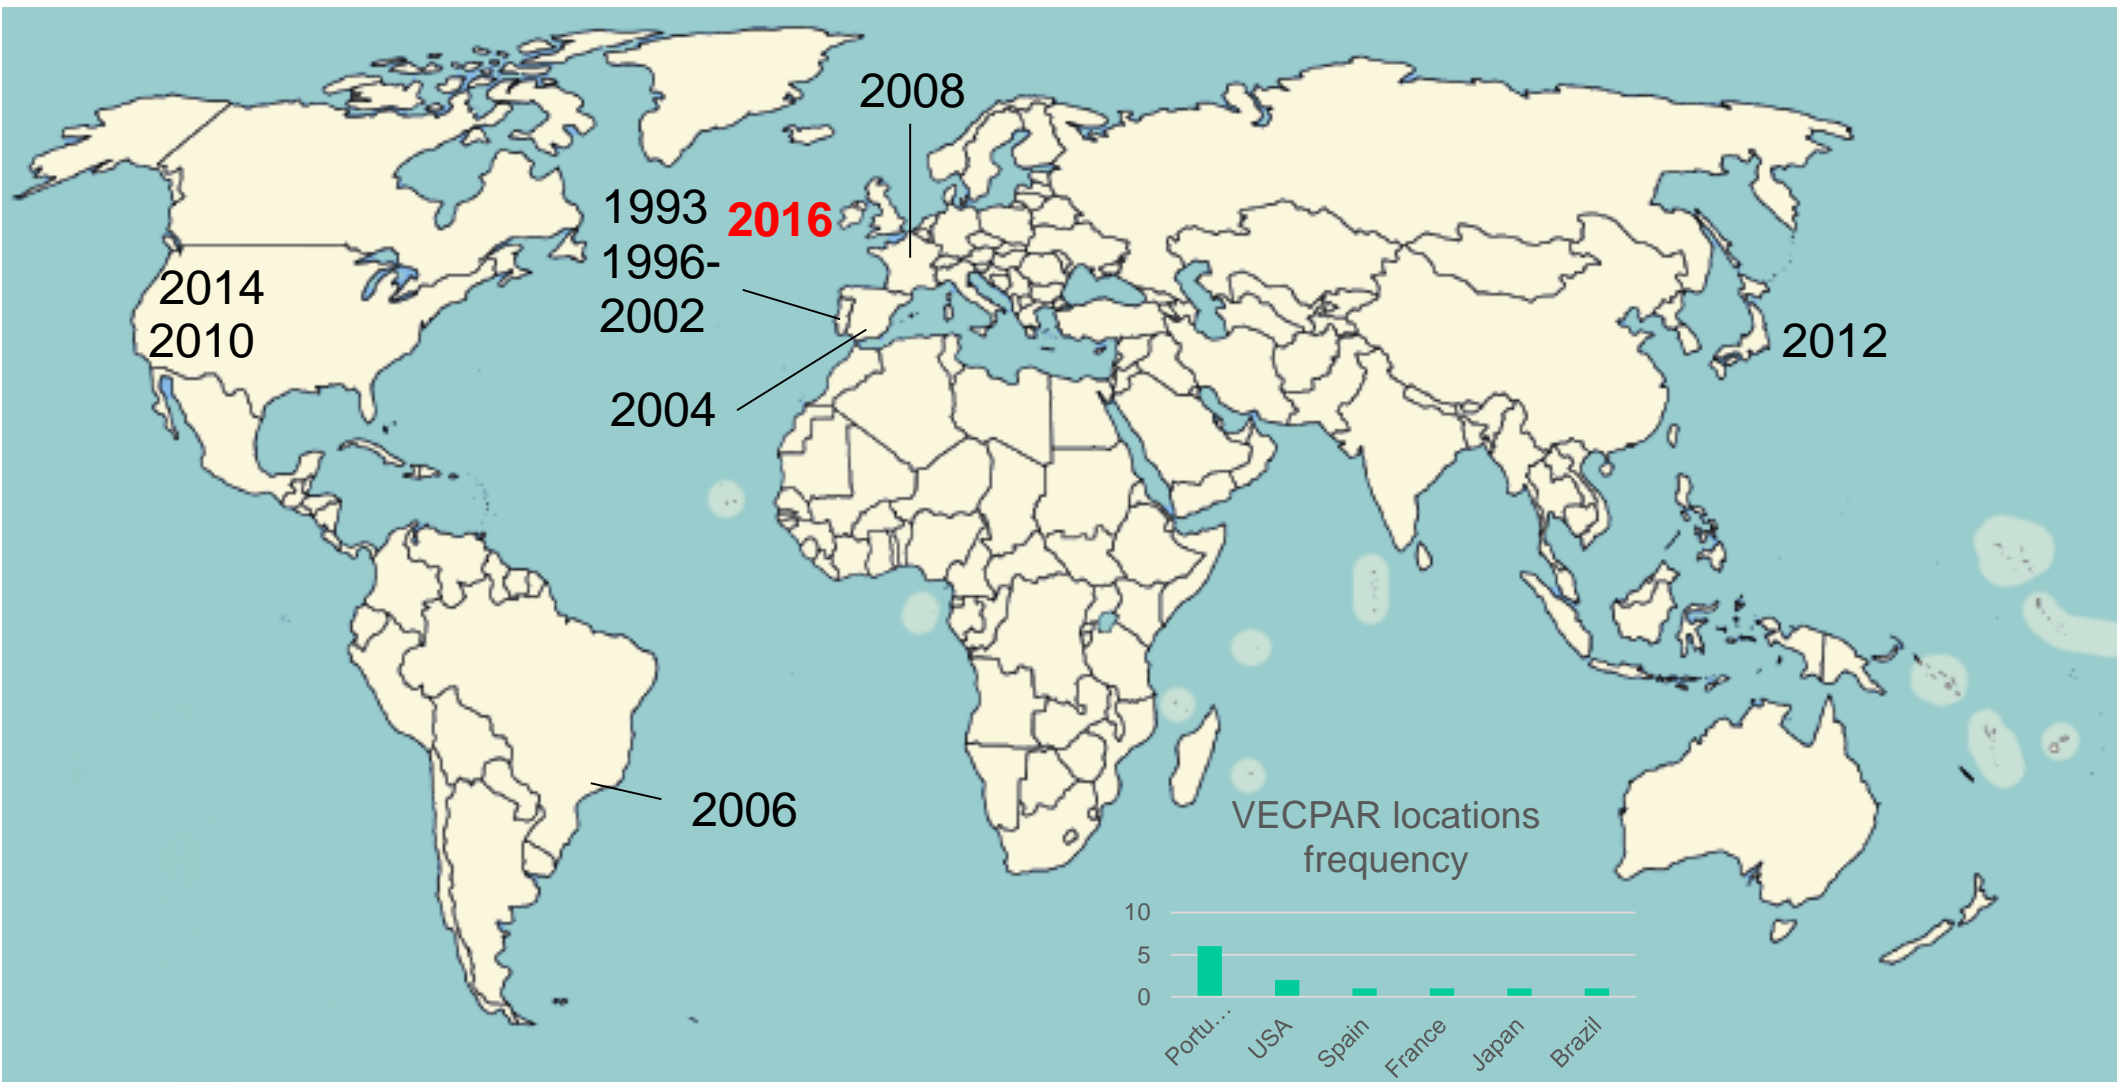 2008
1993
2016
1996-
2002
2014
2010
2012
2004
2006
VECPAR locations
frequency
10
5
0
Portu...
USA
Spain
France
Japan
Brazil